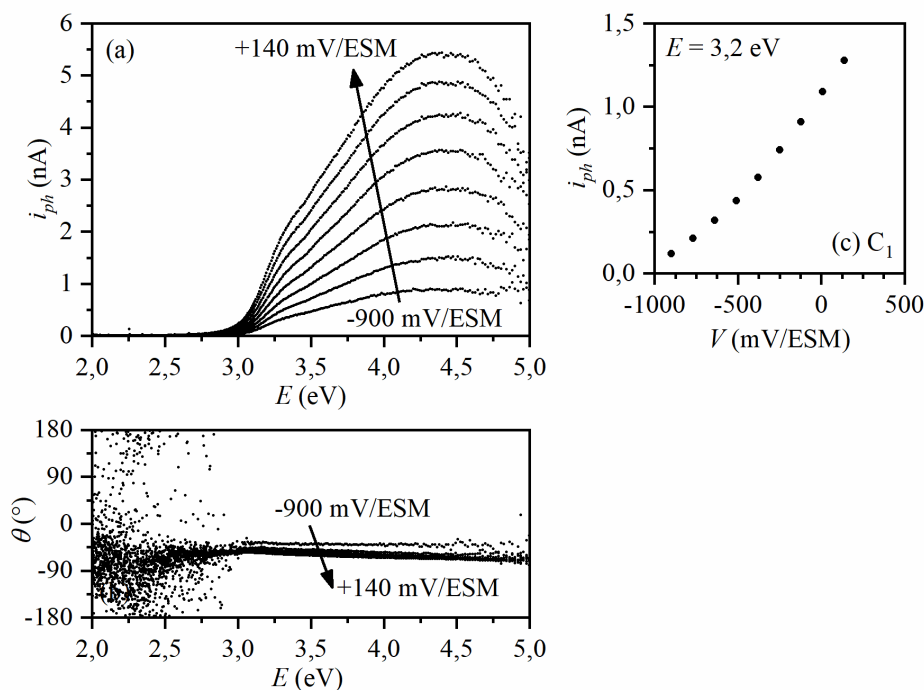 (a)
+140 mV/ESM
-900 mV/ESM
6
5
4
3
2
1
0
i_ph (nA)
2,0 2,5 3,0 3,5 4,0 4,5 5,0
E (eV)
E = 3,2 eV
(c) C₁
1,5
1,0
0,5
0,0
i_ph (nA)
-1000 -500 0 500
V (mV/ESM)
180
90
0
-90
-180
θ (°)
-900 mV/ESM
+140 mV/ESM
2,0 2,5 3,0 3,5 4,0 4,5 5,0
E (eV)